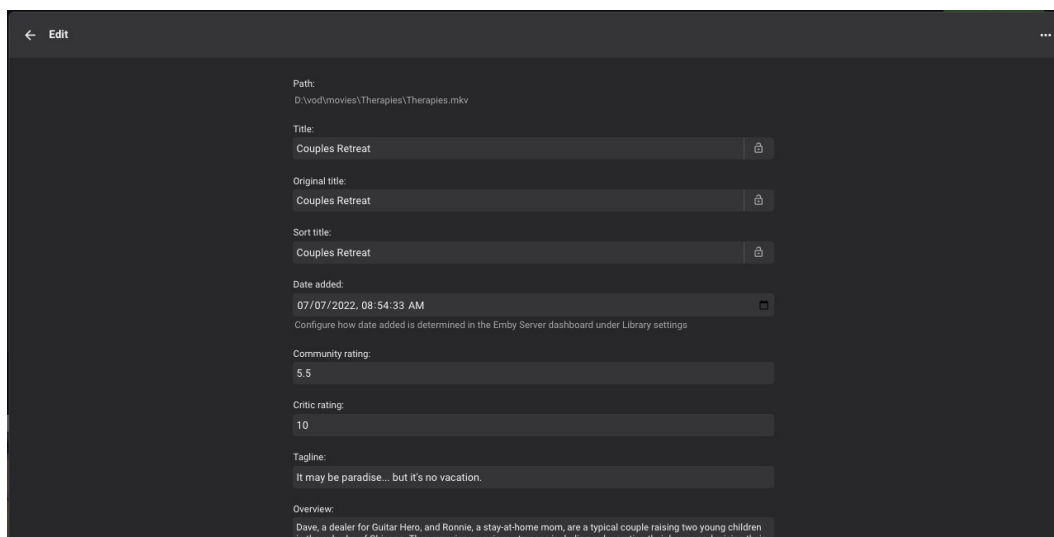 Edit
Path:
D:\vod\movies\Therapies\Therapies.mkv
Title:
Couples Retreat
Original title:
Couples Retreat
Sort title:
Couples Retreat
Date added:
07/07/2022, 08:54:33 AM
Configure how date added is determined in the Emby Server dashboard under Library settings
Community rating:
5.5
Critic rating:
10
Tagline:
It may be paradise... but it's no vacation.
Overview:
Dave, a dealer for Guitar Hero, and Ronnie, a stay-at-home mom, are a typical couple raising two young children